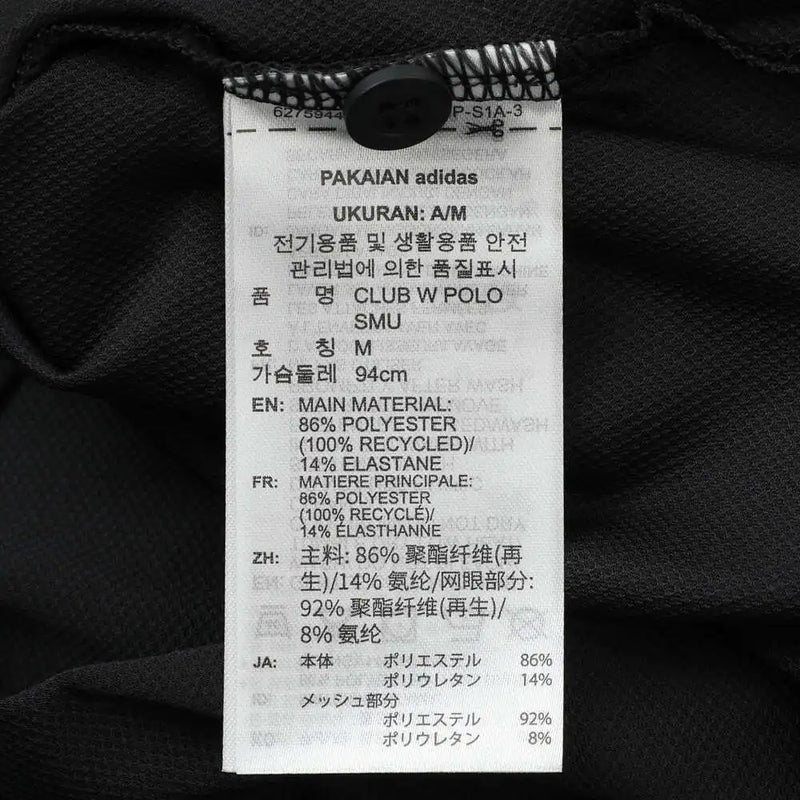 6275944 P-S1A-3
PAKAIAN adidas
UKURAN: A/M
전기용품 및 생활용품 안전
관리법에 의한 품질표시
품 명 CLUB W POLO
SMU
호 칭 M
가슴둘레 94cm
EN: MAIN MATERIAL:
86% POLYESTER
(100% RECYCLED)/
14% ELASTANE
FR: MATIERE PRINCIPALE:
86% POLYESTER
(100% RECYCLÉ)/
14% ÉLASTHANNE
ZH: 主料: 86% 聚酯纤维(再
生)/14% 氨纶/网眼部分:
92% 聚酯纤维(再生)/
8% 氨纶
JA: 本体 ポリエステル 86%
ポリウレタン 14%
メッシュ部分
ポリエステル 92%
ポリウレタン 8%